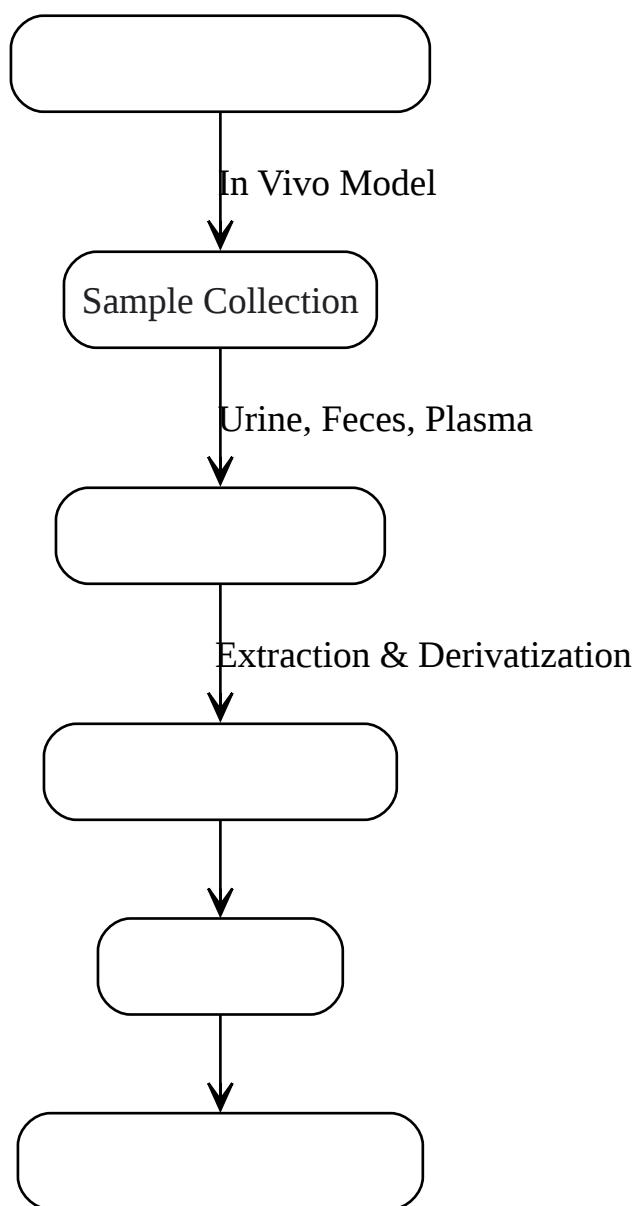 In Vivo Model
Sample Collection
Urine, Feces, Plasma
Extraction & Derivatization